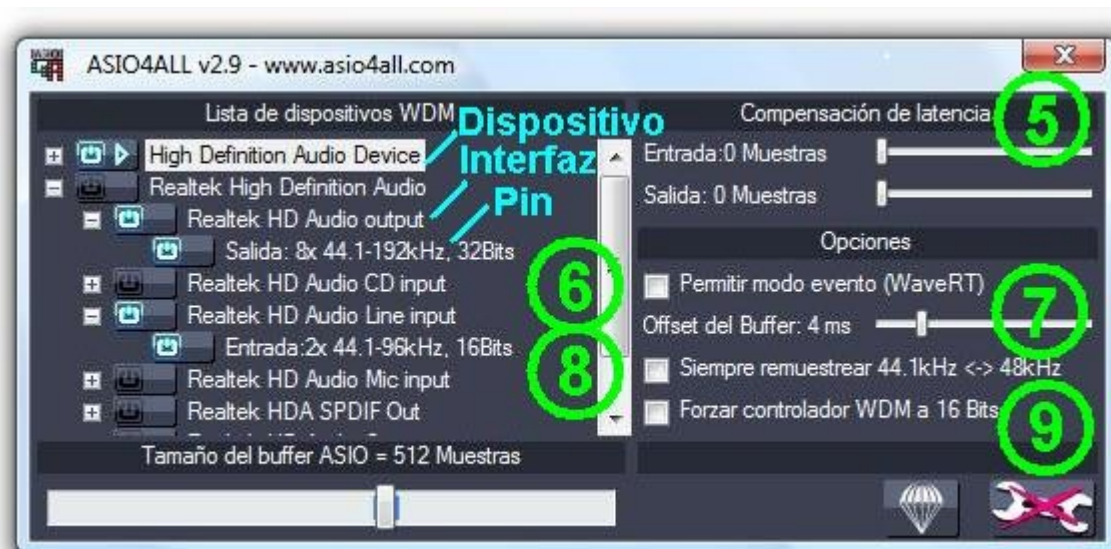 ASIO4ALL v2.9 - www.asio4all.com
Lista de dispositivos WDM
Dispositivo
High Definition Audio Device
Interfaz
Realtek High Definition Audio
Pin
Realtek HD Audio output
Salida: 8x 44.1-192kHz, 32Bits
Realtek HD Audio CD input
6
Realtek HD Audio Line input
Entrada:2x 44.1-96kHz, 16Bits
8
Realtek HD Audio Mic input
Realtek HDA SPDIF Out
Tamaño del buffer ASIO = 512 Muestras
Compensación de latencia
5
Entrada:0 Muestras
Salida: 0 Muestras
Opciones
Permitir modo evento (WaveRT)
7
Offset del Buffer: 4 ms
Siempre remuestrear 44.1kHz <-> 48kHz
Forzar controlador WDM a 16 Bits
9